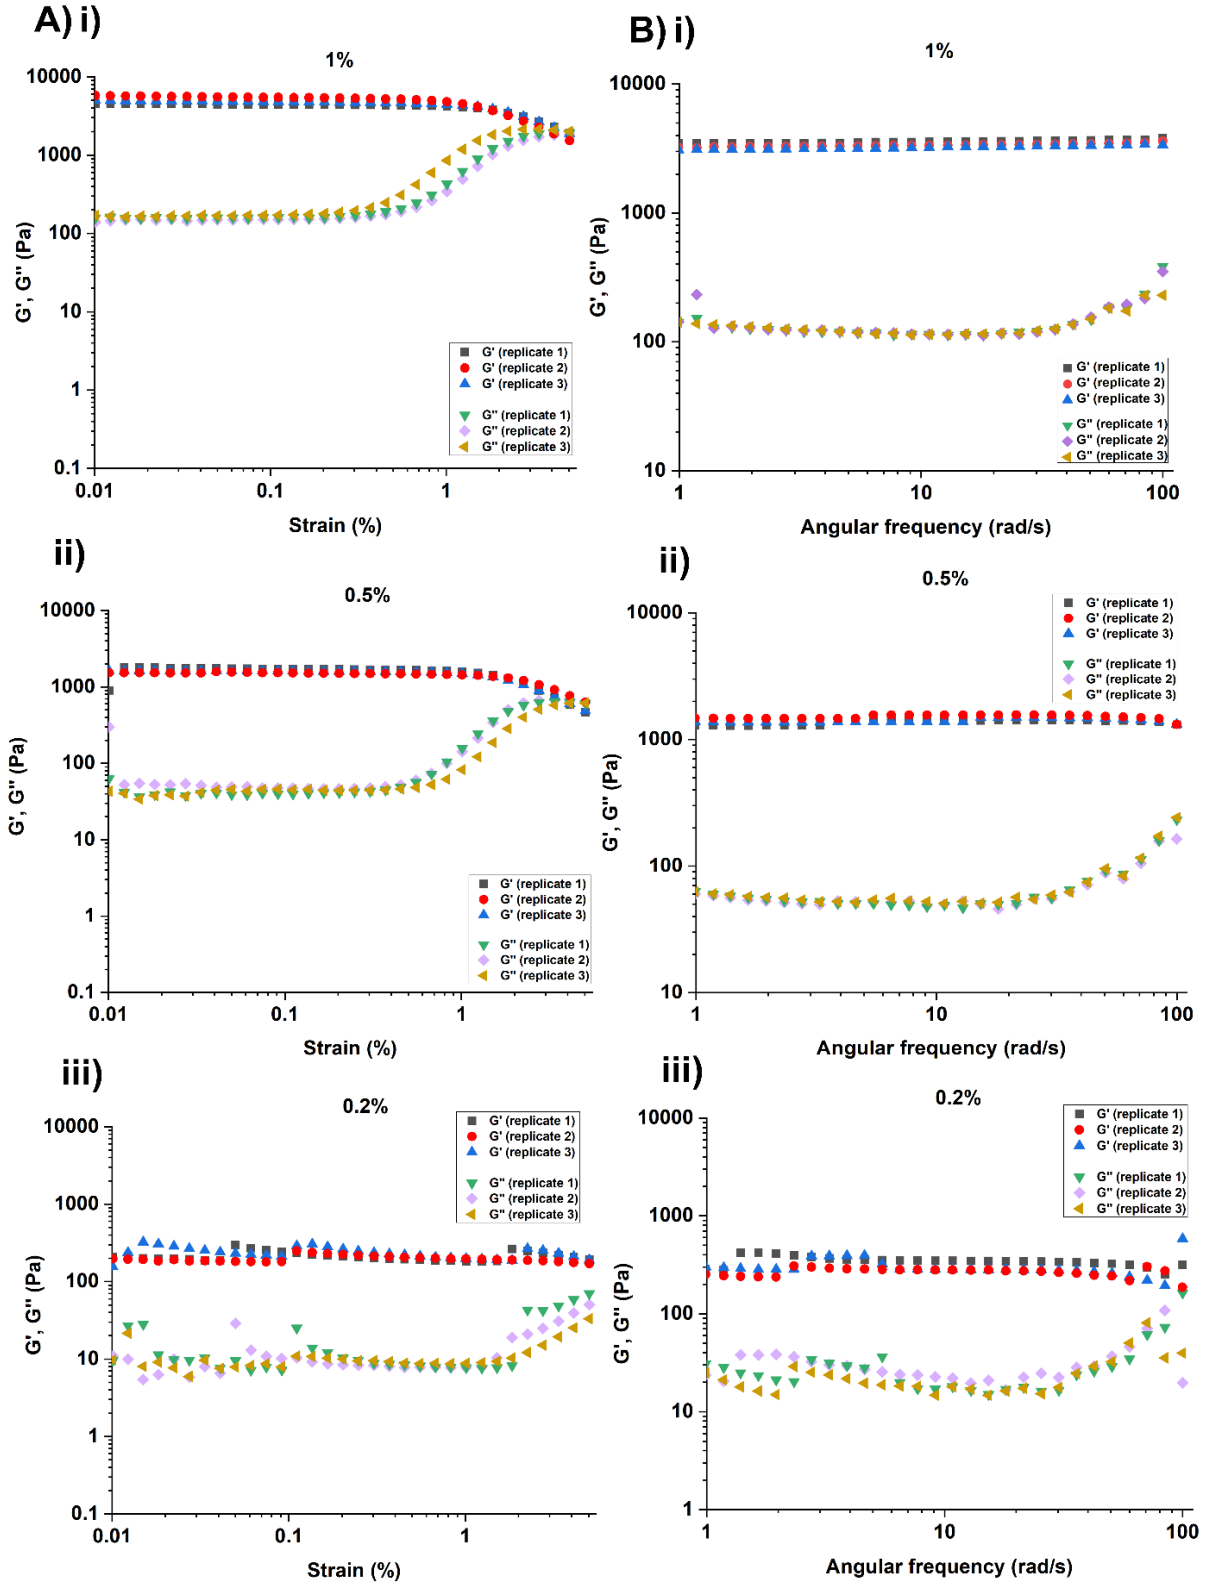 A) i)
1%
10000
1000
100
10
1
0.1
G', G'' (Pa)
G' (replicate 1)
G' (replicate 2)
G' (replicate 3)
G'' (replicate 1)
G'' (replicate 2)
G'' (replicate 3)
0.01
0.1
1
Strain (%)
B) i)
1%
10000
1000
100
10
G', G'' (Pa)
G' (replicate 1)
G' (replicate 2)
G' (replicate 3)
G'' (replicate 1)
G'' (replicate 2)
G'' (replicate 3)
1
10
100
Angular frequency (rad/s)
ii)
0.5%
10000
1000
100
10
1
0.1
G', G'' (Pa)
G' (replicate 1)
G' (replicate 2)
G' (replicate 3)
G'' (replicate 1)
G'' (replicate 2)
G'' (replicate 3)
0.01
0.1
1
Strain (%)
ii)
0.5%
G' (replicate 1)
G' (replicate 2)
G' (replicate 3)
G'' (replicate 1)
G'' (replicate 2)
G'' (replicate 3)
10000
1000
100
10
G', G'' (Pa)
1
10
100
Angular frequency (rad/s)
iii)
0.2%
G' (replicate 1)
G' (replicate 2)
G' (replicate 3)
G'' (replicate 1)
G'' (replicate 2)
G'' (replicate 3)
10000
1000
100
10
1
0.1
G', G'' (Pa)
0.01
0.1
1
Strain (%)
iii)
0.2%
G' (replicate 1)
G' (replicate 2)
G' (replicate 3)
G'' (replicate 1)
G'' (replicate 2)
G'' (replicate 3)
10000
1000
100
10
1
G', G'' (Pa)
1
10
100
Angular frequency (rad/s)